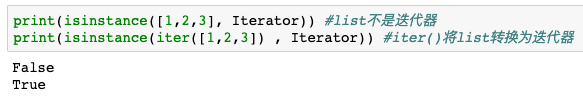 print(isinstance([1,2,3], Iterator)) #list不是迭代器
print(isinstance(iter([1,2,3]) , Iterator)) #iter()将list转换为迭代器
False
True